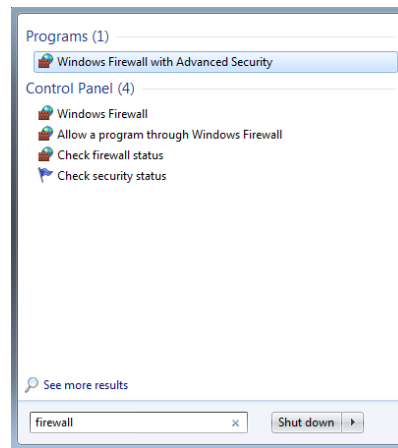 Programs (1)
Windows Firewall with Advanced Security
Control Panel (4)
Windows Firewall
Allow a program through Windows Firewall
Check firewall status
Check security status
See more results
firewall
Shut down